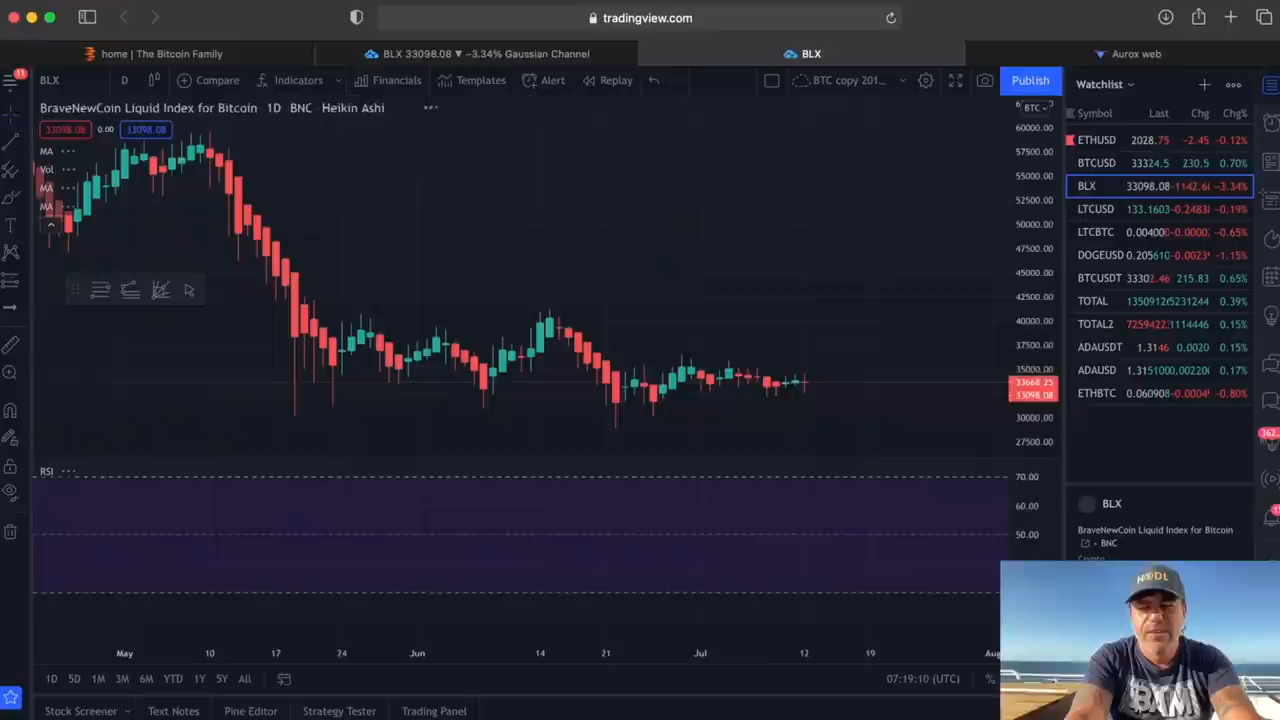 tradingview.com
home | The Bitcoin Family
BLX 33098.08 ▼ −3.34% Gaussian Channel
BLX
Aurox web
11
BLX
D
Compare
Indicators
Financials
Templates
Alert
Replay
BTC copy 201...
Publish
BraveNewCoin Liquid Index for Bitcoin 1D BNC Heikin Ashi
BTC
33098.08 0.00 33098.08
MA
Vol
MA
MA
60000.00
57500.00
55000.00
52500.00
50000.00
47500.00
45000.00
42500.00
40000.00
37500.00
35000.00
33668.25
33098.08
30000.00
27500.00
RSI
70.00
60.00
50.00
May 10 17 24 Jun 14 21 Jul 12 19 Aug
1D 5D 1M 3M 6M YTD 1Y 5Y All
07:19:10 (UTC)
%
Stock Screener Text Notes Pine Editor Strategy Tester Trading Panel
Watchlist
Symbol Last Chg Chg%
ETHUSD 2028.75 −2.45 −0.12%
BTCUSD 33324.5 230.5 0.70%
BLX 33098.08 −1142.6 −3.34%
LTCUSD 133.1603 −0.2483 −0.19%
LTCBTC 0.00400 −0.0000 −0.65%
DOGEUSD 0.205610 −0.0023 −1.15%
BTCUSDT 33302.46 215.83 0.65%
TOTAL 0.39%
TOTAL2 0.15%
ADAUSDT 1.3146 0.0020 0.15%
ADAUSD 0.17%
ETHBTC 0.060908 −0.0004 −0.80%
362
BLX
BraveNewCoin Liquid Index for Bitcoin
BNC
Crypto
BAM